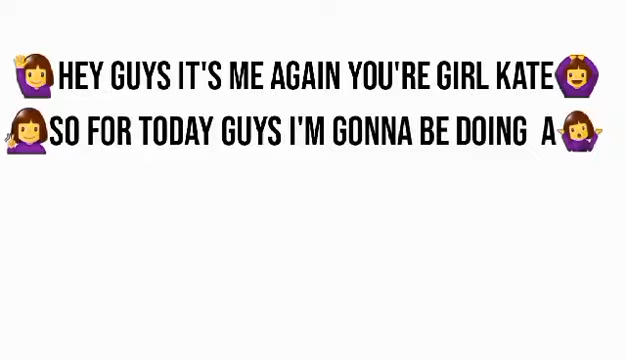 🙋‍♀️HEY GUYS IT'S ME AGAIN YOU'RE GIRL KATE🙆‍♀️
🧏‍♀️SO FOR TODAY GUYS I'M GONNA BE DOING A🤷‍♀️